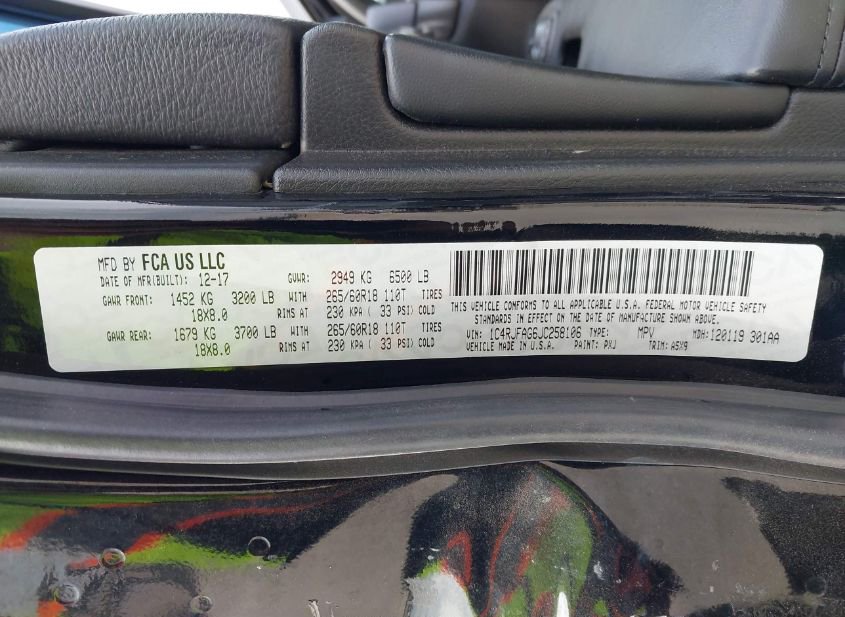 MFD BY FCA US LLC
DATE OF MFR(BUILT): 12-17 GVWR: 2949 KG 6500 LB
GAWR FRONT: 1452 KG 3200 LB WITH 265/60R18 110T TIRES
18X8.0 RIMS AT 230 KPA ( 33 PSI) COLD
GAWR REAR: 1679 KG 3700 LB WITH 265/60R18 110T TIRES
18X8.0 RIMS AT 230 KPA ( 33 PSI) COLD
THIS VEHICLE CONFORMS TO ALL APPLICABLE U.S.A. FEDERAL MOTOR VEHICLE SAFETY
STANDARDS IN EFFECT ON THE DATE OF MANUFACTURE SHOWN ABOVE.
VIN: 1C4RJFAG6JC258106 TYPE: MPV MDH: 120119 301AA
VEHICLE MADE IN U.S.A. PAINT: PXJ TRIM: A5X9